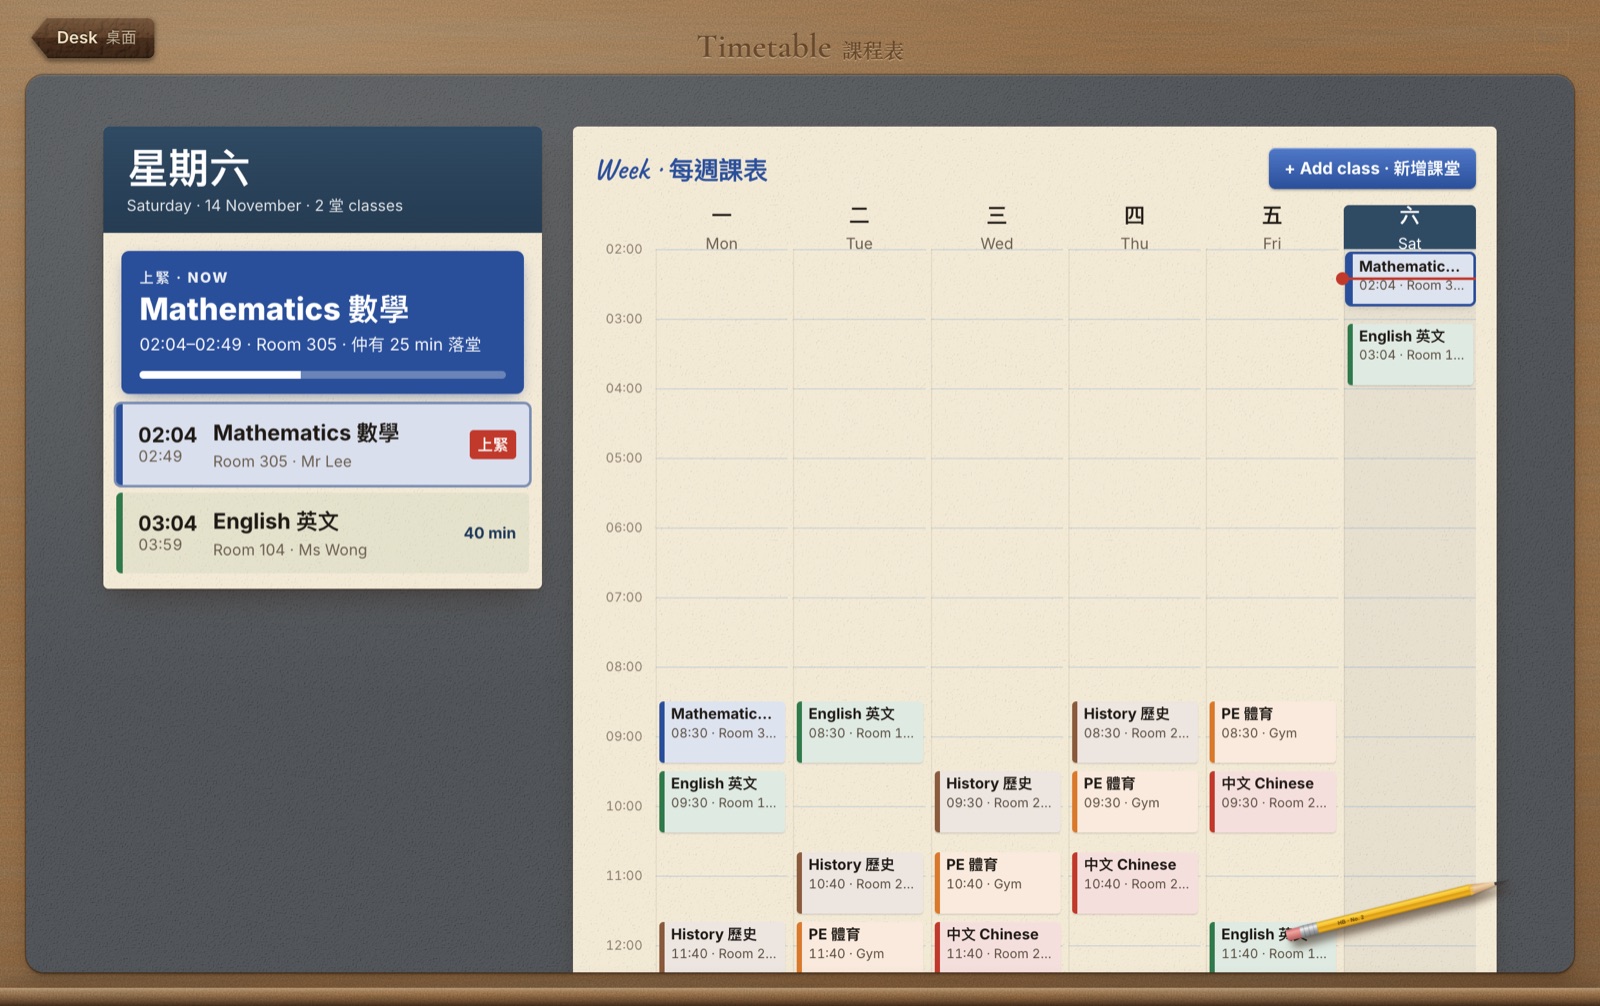 Desk 桌面
Timetable 課程表
星期六
Saturday · 14 November · 2 堂 classes
上緊 · NOW
Mathematics 數學
02:04–02:49 · Room 305 · 仲有 25 min 落堂
02:04 Mathematics 數學 上緊
02:49 Room 305 · Mr Lee
03:04 English 英文 40 min
03:59 Room 104 · Ms Wong
Week · 每週課表
+ Add class · 新增課堂
一 二 三 四 五 六
Mon Tue Wed Thu Fri Sat
02:00
Mathematic...
02:04 · Room 3...
03:00
English 英文
03:04 · Room 1...
04:00
05:00
06:00
07:00
08:00
Mathematic... English 英文 History 歷史 PE 體育
08:30 · Room 3... 08:30 · Room 1... 08:30 · Room 2... 08:30 · Gym
09:00
English 英文 History 歷史 PE 體育 中文 Chinese
09:30 · Room 1... 09:30 · Room 2... 09:30 · Gym 09:30 · Room 2...
10:00
History 歷史 PE 體育 中文 Chinese
10:40 · Room 2... 10:40 · Gym 10:40 · Room 2...
11:00
History 歷史 PE 體育 中文 Chinese English 英文
11:40 · Room 2... 11:40 · Gym 11:40 · Room 2... 11:40 · Room 1...
12:00